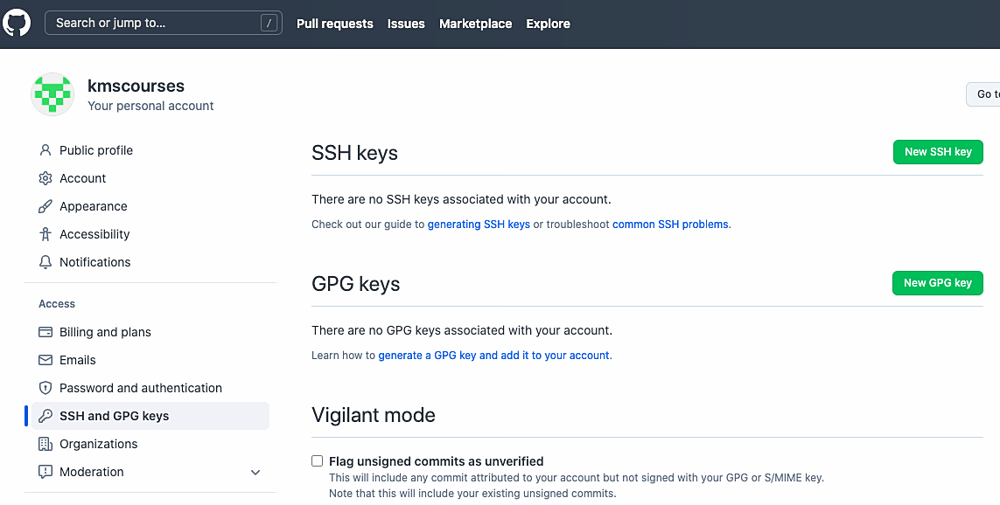 Search or jump to... /
Pull requests Issues Marketplace Explore
kmscourses
Your personal account
Go to
Public profile
Account
Appearance
Accessibility
Notifications
Access
Billing and plans
Emails
Password and authentication
SSH and GPG keys
Organizations
Moderation
SSH keys
New SSH key
There are no SSH keys associated with your account.
Check out our guide to generating SSH keys or troubleshoot common SSH problems.
GPG keys
New GPG key
There are no GPG keys associated with your account.
Learn how to generate a GPG key and add it to your account.
Vigilant mode
Flag unsigned commits as unverified
This will include any commit attributed to your account but not signed with your GPG or S/MIME key.
Note that this will include your existing unsigned commits.